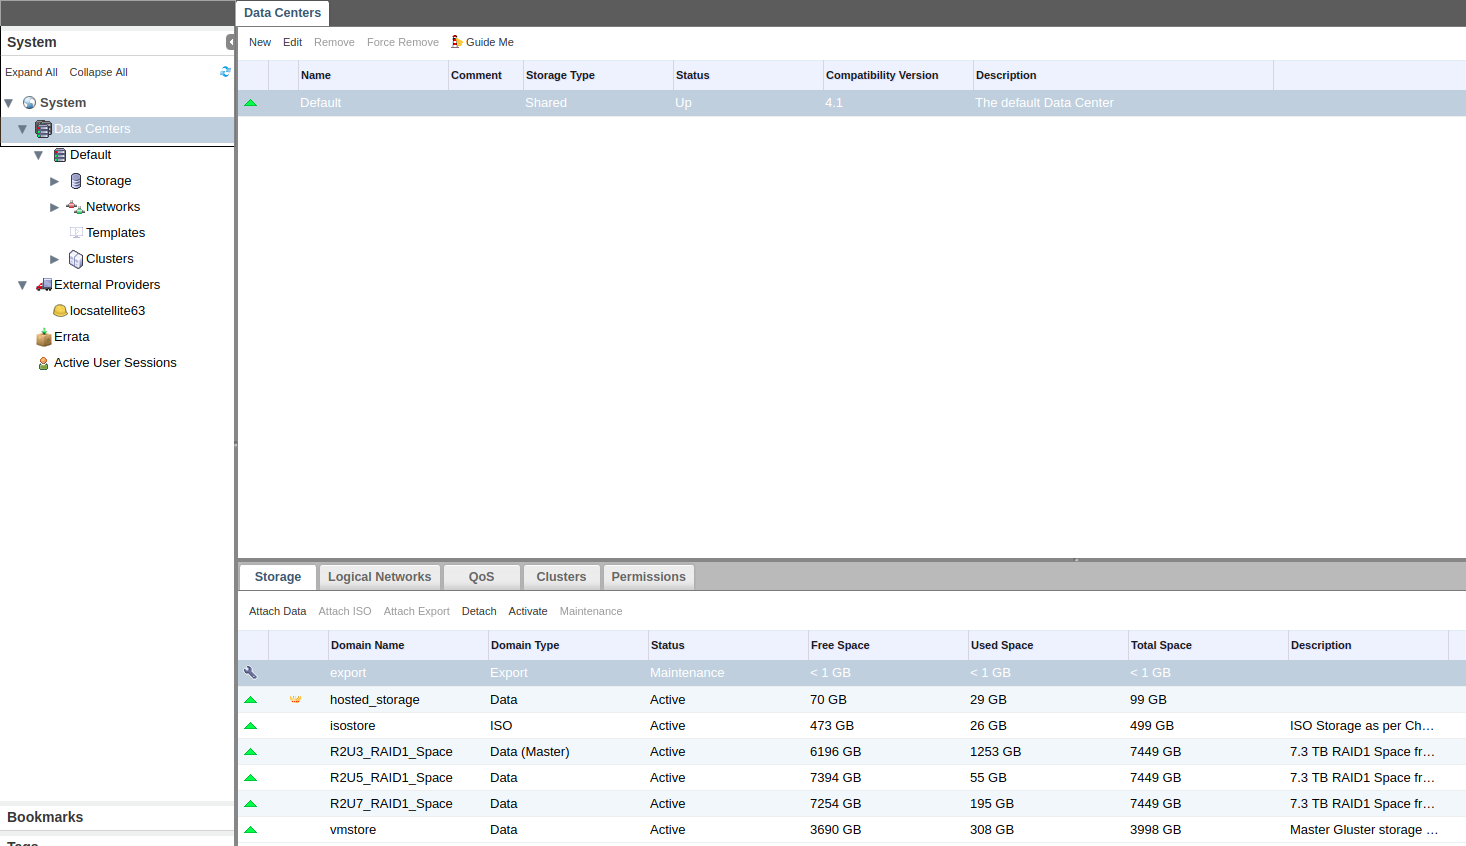 Data Centers
System
Expand All Collapse All
System
Data Centers
Default
Storage
Networks
Templates
Clusters
External Providers
locsatellite63
Errata
Active User Sessions
Bookmarks
Tags
New Edit Remove Force Remove Guide Me
Name Comment Storage Type Status Compatibility Version Description
Default Shared Up 4.1 The default Data Center
Storage Logical Networks QoS Clusters Permissions
Attach Data Attach ISO Attach Export Detach Activate Maintenance
Domain Name Domain Type Status Free Space Used Space Total Space Description
export Export Maintenance < 1 GB < 1 GB < 1 GB
hosted_storage Data Active 70 GB 29 GB 99 GB
isostore ISO Active 473 GB 26 GB 499 GB ISO Storage as per Ch...
R2U3_RAID1_Space Data (Master) Active 6196 GB 1253 GB 7449 GB 7.3 TB RAID1 Space fr...
R2U5_RAID1_Space Data Active 7394 GB 55 GB 7449 GB 7.3 TB RAID1 Space fr...
R2U7_RAID1_Space Data Active 7254 GB 195 GB 7449 GB 7.3 TB RAID1 Space fr...
vmstore Data Active 3690 GB 308 GB 3998 GB Master Gluster storage ...